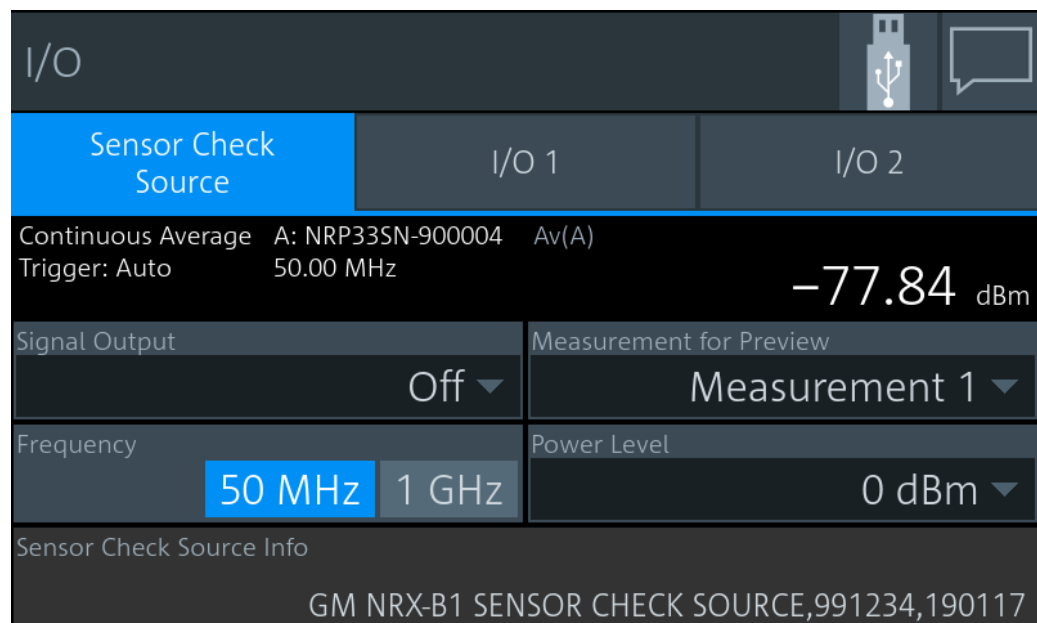 I/O
Sensor Check
Source
I/O 1
I/O 2
Continuous Average A: NRP33SN-900004 Av(A)
Trigger: Auto 50.00 MHz
−77.84 dBm
Signal Output
Off
Measurement for Preview
Measurement 1
Frequency
50 MHz 1 GHz
Power Level
0 dBm
Sensor Check Source Info
GM NRX-B1 SENSOR CHECK SOURCE,991234,190117